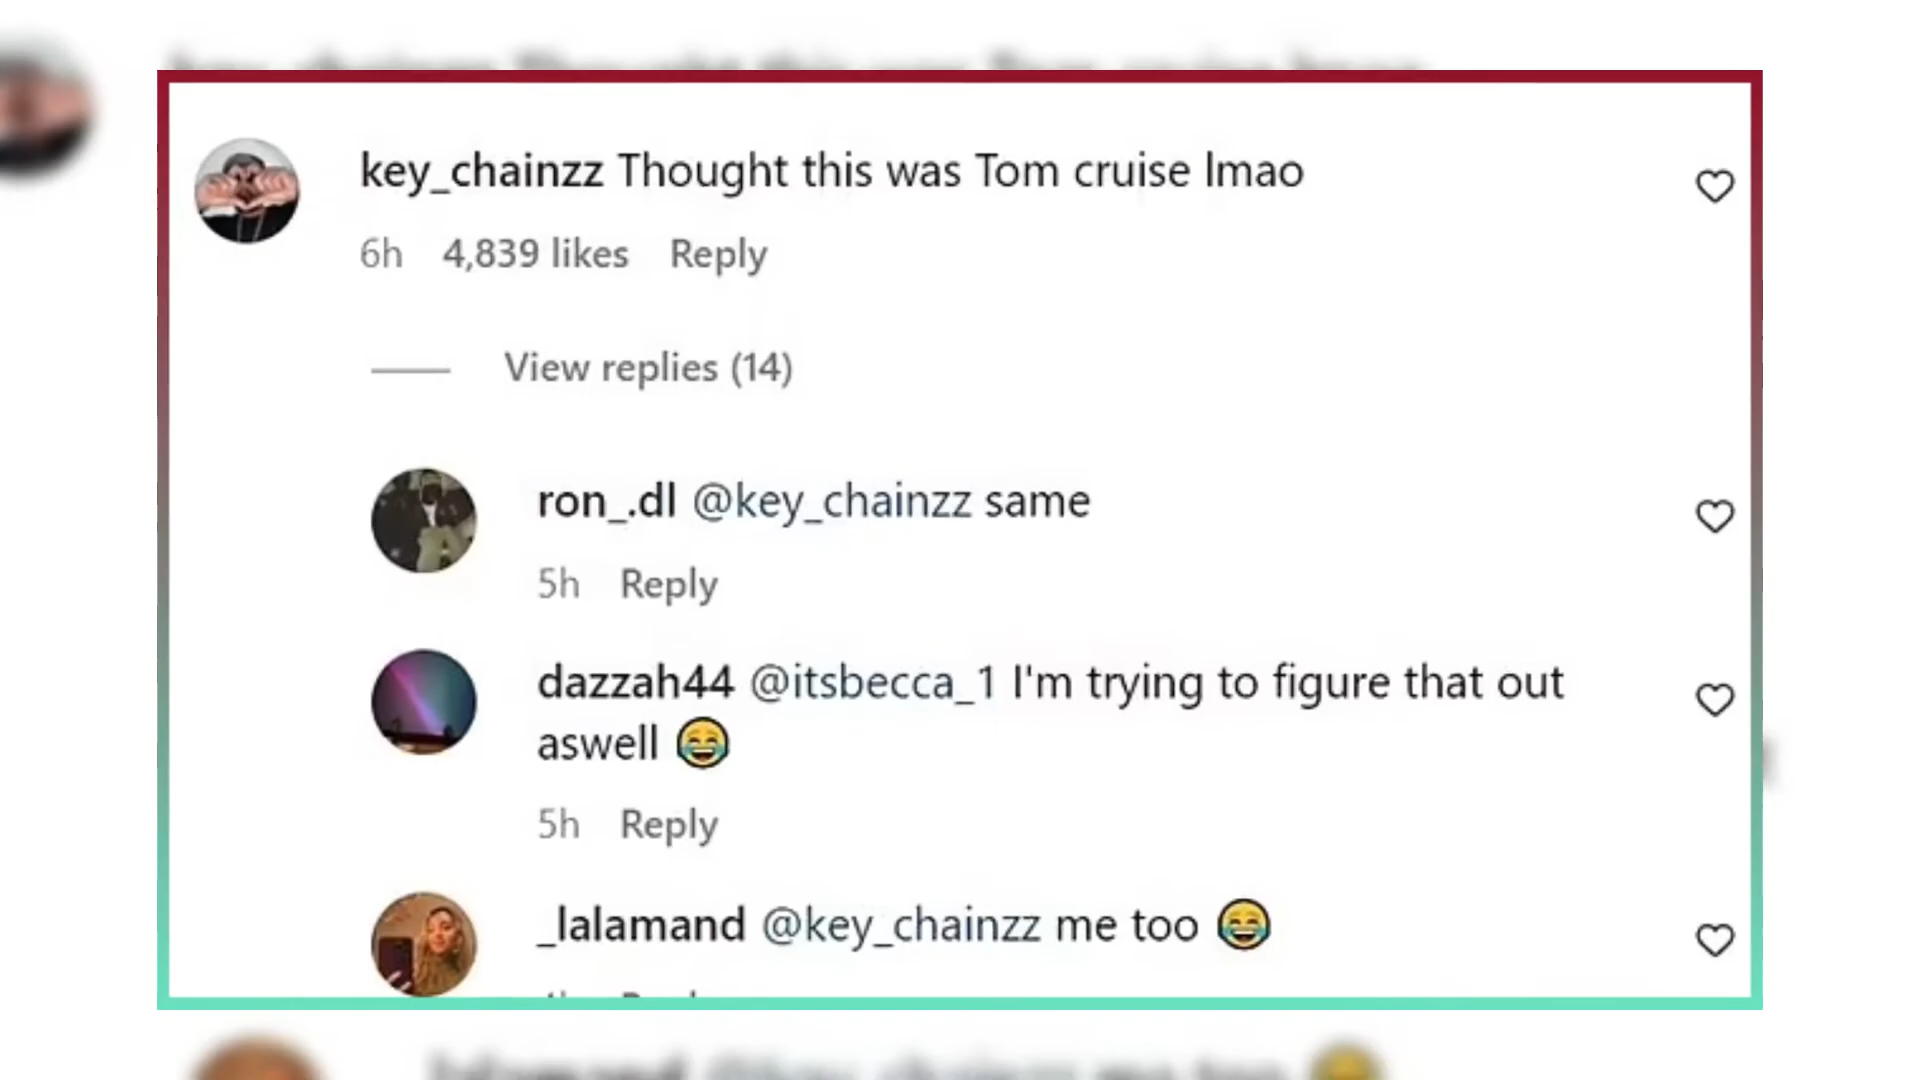 key_chainzz Thought this was Tom cruise lmao
6h 4,839 likes Reply
View replies (14)
ron_.dl @key_chainzz same
5h Reply
dazzah44 @itsbecca_1 I'm trying to figure that out
aswell 😂
5h Reply
_lalamand @key_chainzz me too 😂